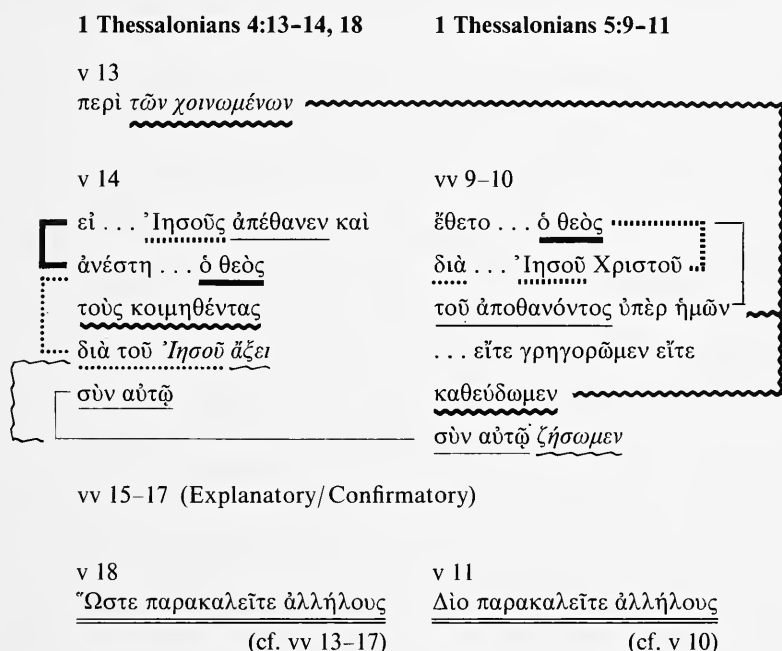 1 Thessalonians 4:13–14, 18
v 13
περὶ τῶν χοινωμένων
v 14
εἰ . . . Ἰησοῦς ἀπέθανεν καὶ
ἀνέστη . . . ὁ θεὸς
τοὺς κοιμηθέντας
διὰ τοῦ Ἰησοῦ ἄξει
σὺν αὐτῷ
1 Thessalonians 5:9–11
vv 9–10
ἔθετο . . . ὁ θεὸς
διὰ . . . Ἰησοῦ Χριστοῦ
τοῦ ἀποθανόντος ὑπὲρ ἡμῶν
. . . εἴτε γρηγορῶμεν εἴτε
καθεύδωμεν
σὺν αὐτῷ ζήσωμεν
vv 15–17 (Explanatory/Confirmatory)
v 18
Ὥστε παρακαλεῖτε ἀλλήλους
(cf. vv 13–17)
v 11
Δὶο παρακαλεῖτε ἀλλήλους
(cf. v 10)